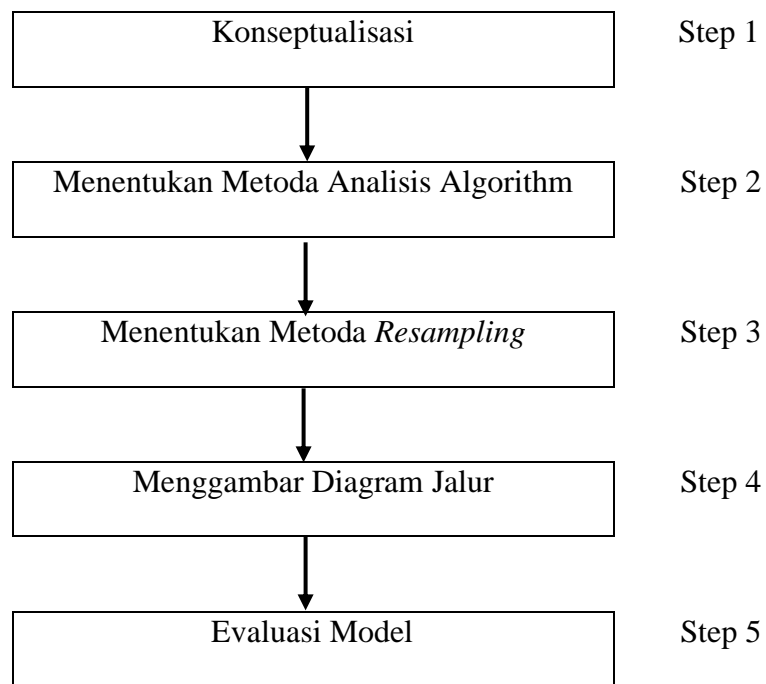 Konseptualisasi Step 1
Menentukan Metoda Analisis Algorithm Step 2
Menentukan Metoda Resampling Step 3
Menggambar Diagram Jalur Step 4
Evaluasi Model Step 5